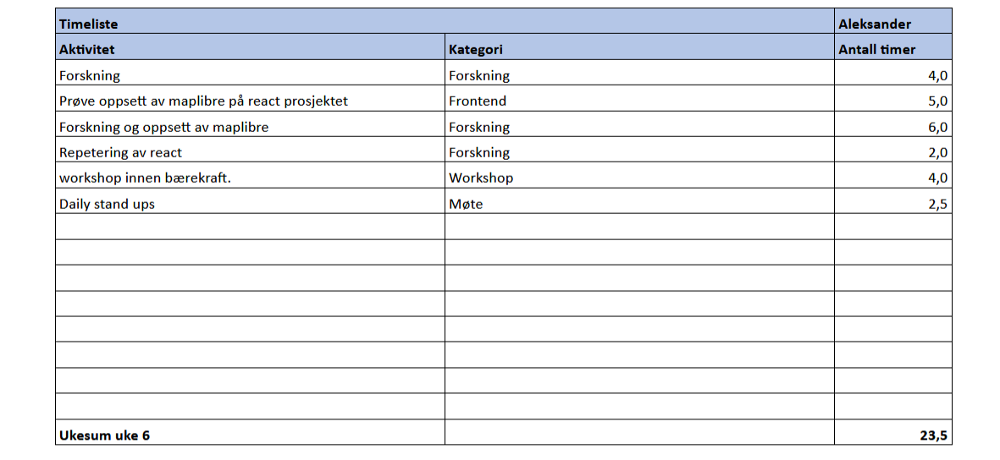 Timeliste Aleksander
Aktivitet Kategori Antall timer
Forskning Forskning 4,0
Prøve oppsett av maplibre på react prosjektet Frontend 5,0
Forskning og oppsett av maplibre Forskning 6,0
Repetering av react Forskning 2,0
workshop innen bærekraft. Workshop 4,0
Daily stand ups Møte 2,5
Ukesum uke 6 23,5